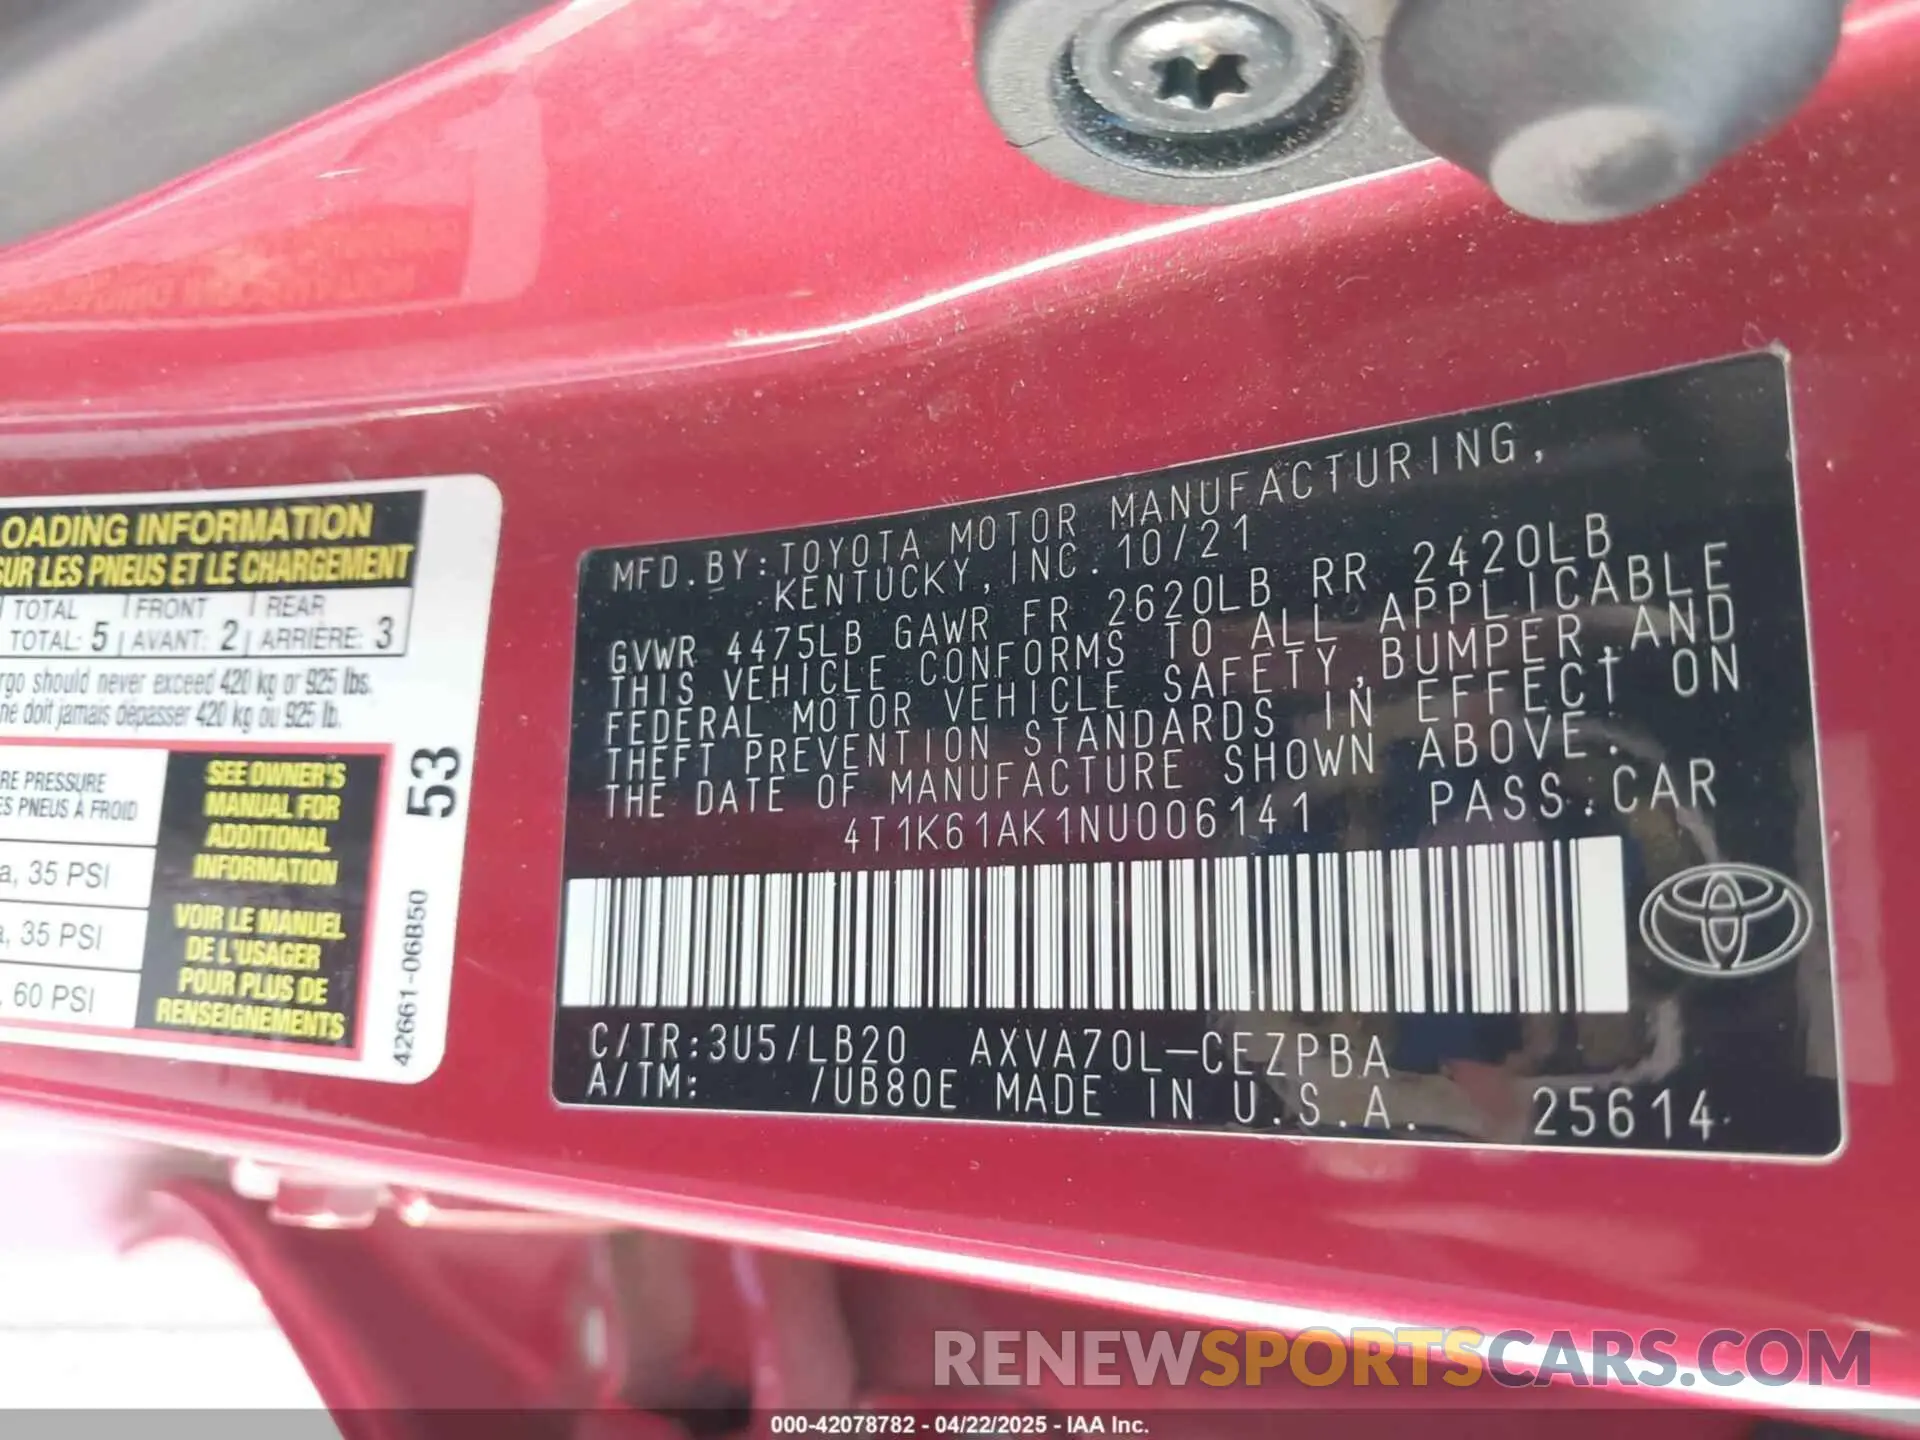 OADING INFORMATION
SUR LES PNEUS ET LE CHARGEMENT
TOTAL FRONT REAR
TOTAL: 5 AVANT: 2 ARRIÈRE: 3
rgo should never exceed 420 kg or 925 lbs.
ne doit jamais dépasser 420 kg ou 925 lb.
RE PRESSURE
ES PNEUS À FROID
a, 35 PSI
a, 35 PSI
, 60 PSI
SEE OWNER'S
MANUAL FOR
ADDITIONAL
INFORMATION
VOIR LE MANUEL
DE L'USAGER
POUR PLUS DE
RENSEIGNEMENTS
53
42661-06B50
MFD.BY:TOYOTA MOTOR MANUFACTURING,
KENTUCKY, INC. 10/21
GVWR 4475LB GAWR FR 2620LB RR 2420LB
THIS VEHICLE CONFORMS TO ALL APPLICABLE
FEDERAL MOTOR VEHICLE SAFETY,BUMPER,AND
THEFT PREVENTION STANDARDS IN EFFECT ON
THE DATE OF MANUFACTURE SHOWN ABOVE.
4T1K61AK1NU006141 PASS.CAR
C/TR:3U5/LB20 AXVA70L-CEZPBA
A/TM: /UB80E MADE IN U.S.A. 25614
RENEWSPORTSCARS.COM
000-42078782 - 04/22/2025 - IAA Inc.